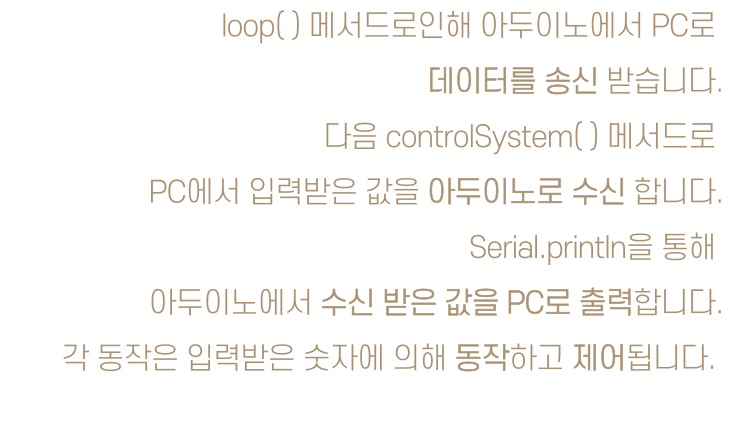 loop( ) 메서드로인해 아두이노에서 PC로
데이터를 송신 받습니다.
다음 controlSystem( ) 메서드로
PC에서 입력받은 값을 아두이노로 수신 합니다.
Serial.println을 통해
아두이노에서 수신 받은 값을 PC로 출력합니다.
각 동작은 입력받은 숫자에 의해 동작하고 제어됩니다.